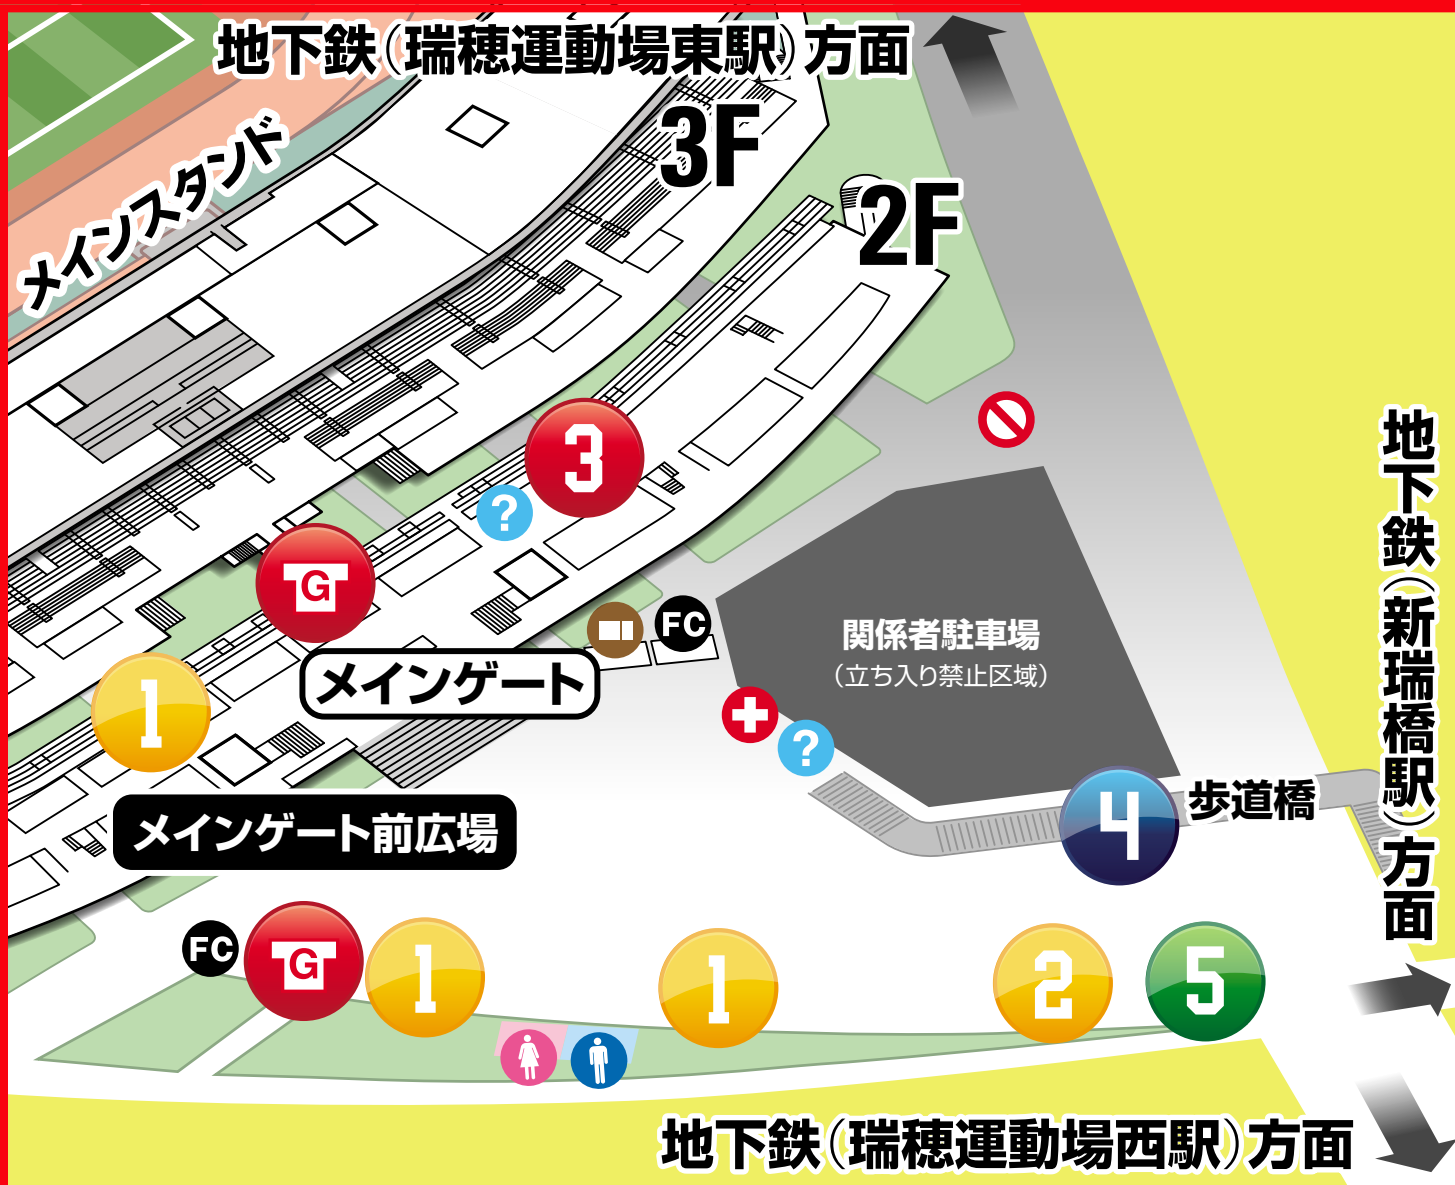 地下鉄（瑞穂運動場東駅）方面
メインスタンド
3F
2F
3
?
G
FC
メインゲート
1
関係者駐車場
（立ち入り禁止区域）
?
地下鉄（新瑞橋駅）方面
4
歩道橋
メインゲート前広場
FC
G
1
1
2
5
地下鉄（瑞穂運動場西駅）方面